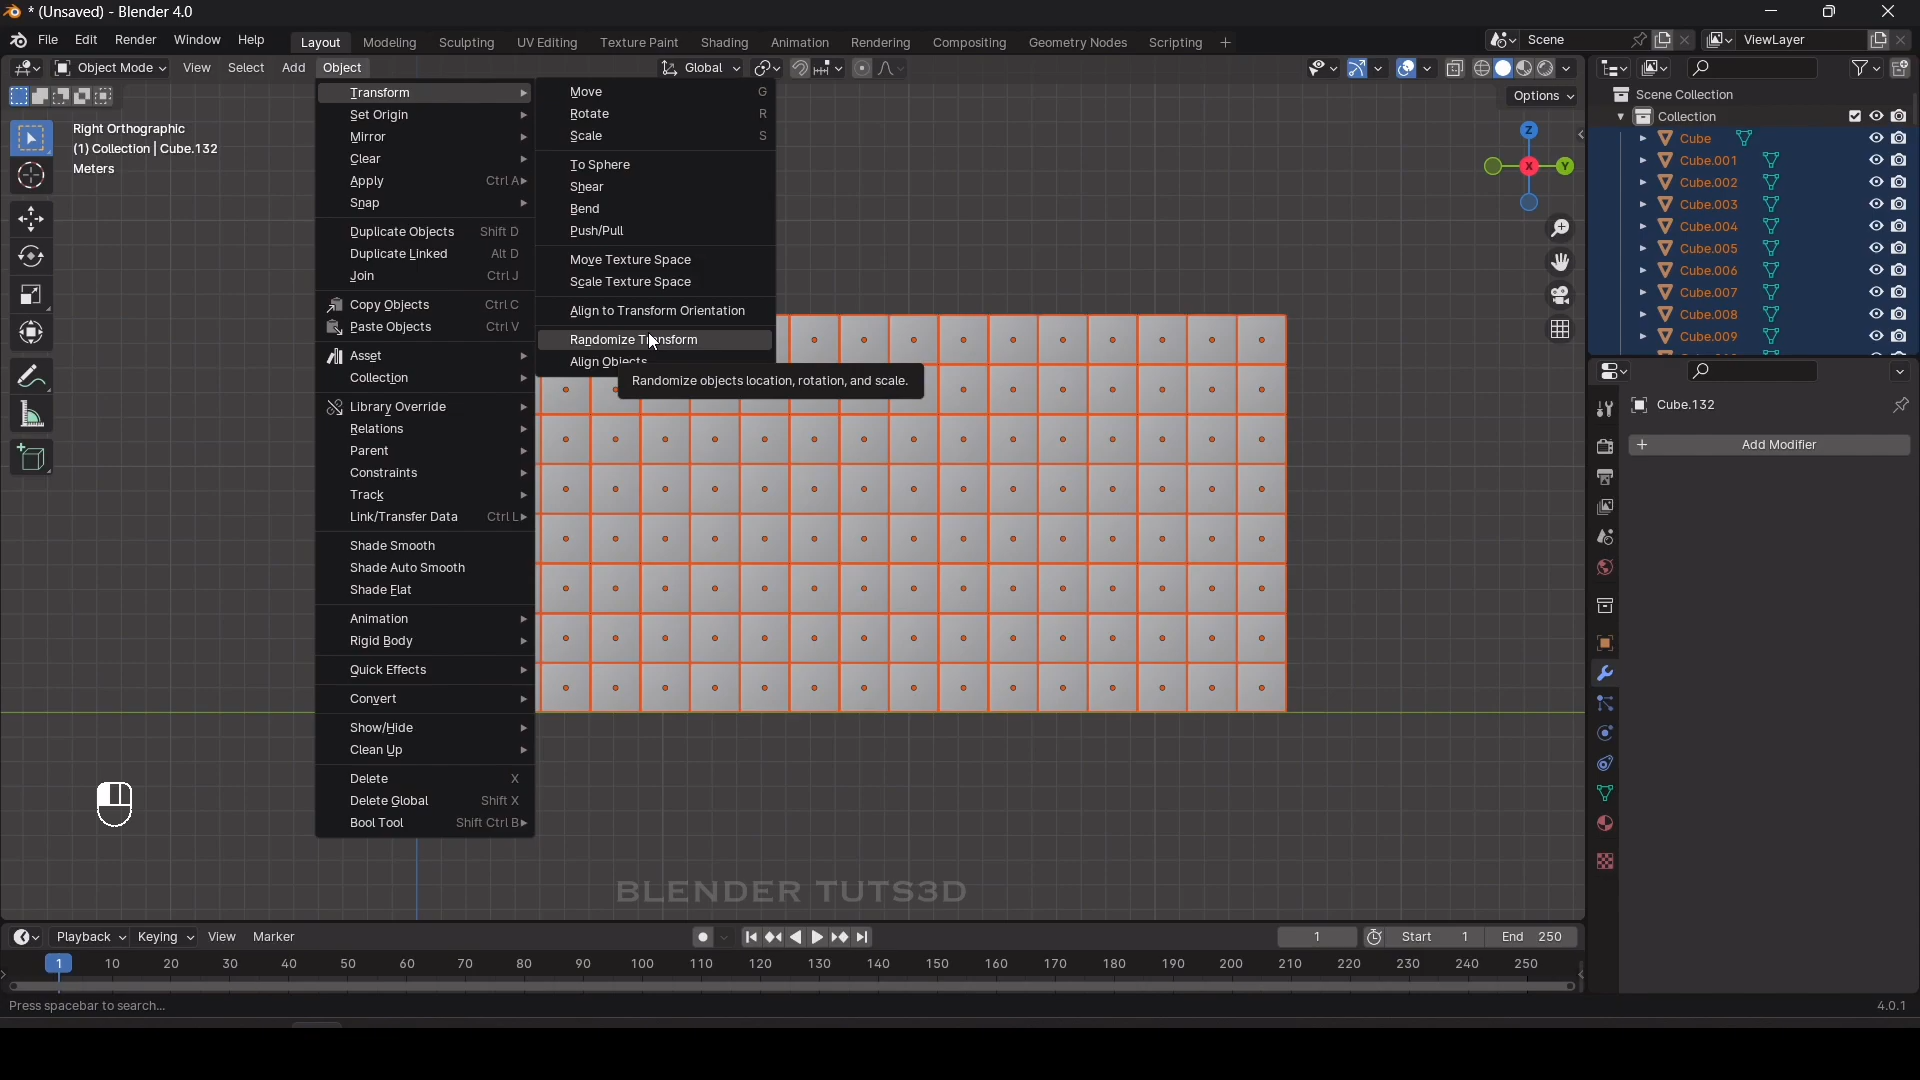 * (Unsaved) - Blender 4.0
File Edit Render Window Help Layout Modeling Sculpting UV Editing Texture Paint Shading Animation Rendering Compositing Geometry Nodes Scripting + Scene ViewLayer
Object Mode View Select Add Object Global
Options
Right Orthographic
(1) Collection | Cube.132
Meters
Transform
Set Origin
Mirror
Clear
Apply Ctrl A
Snap
Duplicate Objects Shift D
Duplicate Linked Alt D
Join Ctrl J
Copy Objects Ctrl C
Paste Objects Ctrl V
Asset
Collection
Library Override
Relations
Parent
Constraints
Track
Link/Transfer Data Ctrl L
Shade Smooth
Shade Auto Smooth
Shade Flat
Animation
Rigid Body
Quick Effects
Convert
Show/Hide
Clean Up
Delete X
Delete Global Shift X
Bool Tool Shift Ctrl B
Move G
Rotate R
Scale S
To Sphere
Shear
Bend
Push/Pull
Move Texture Space
Scale Texture Space
Align to Transform Orientation
Randomize Transform
Align Objects
Randomize objects location, rotation, and scale.
Z
X
Y
Scene Collection
Collection
Cube
Cube.001
Cube.002
Cube.003
Cube.004
Cube.005
Cube.006
Cube.007
Cube.008
Cube.009
Cube.132
+ Add Modifier
BLENDER TUTS3D
Playback Keying View Marker 1 Start 1 End 250
1 10 20 30 40 50 60 70 80 90 100 110 120 130 140 150 160 170 180 190 200 210 220 230 240 250
Press spacebar to search... 4.0.1